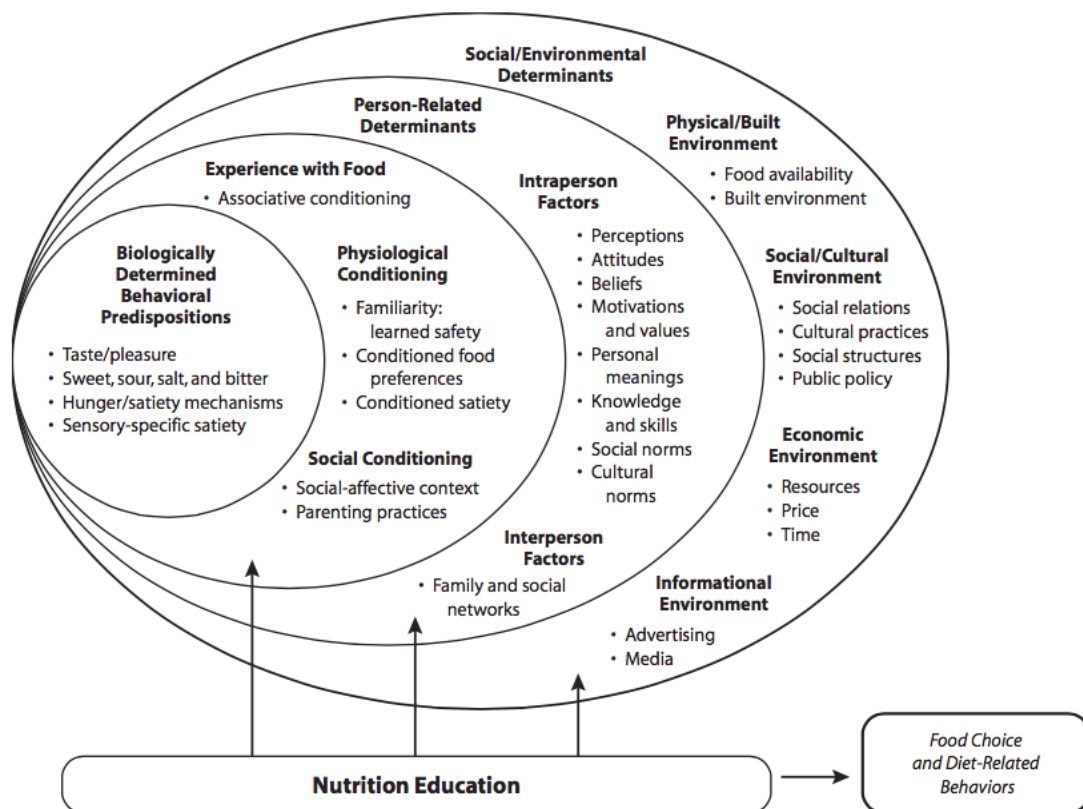 Social/Environmental
Determinants
Person-Related
Determinants
Physical/Built
Environment
• Food availability
• Built environment
Experience with Food
• Associative conditioning
Intraperson
Factors
• Perceptions
• Attitudes
• Beliefs
• Motivations
and values
• Personal
meanings
• Knowledge
and skills
• Social norms
• Cultural
norms
Biologically
Determined
Behavioral
Predispositions
• Taste/pleasure
• Sweet, sour, salt, and bitter
• Hunger/satiety mechanisms
• Sensory-specific satiety
Physiological
Conditioning
• Familiarity:
learned safety
• Conditioned food
preferences
• Conditioned satiety
Social/Cultural
Environment
• Social relations
• Cultural practices
• Social structures
• Public policy
Social Conditioning
• Social-affective context
• Parenting practices
Economic
Environment
• Resources
• Price
• Time
Interperson
Factors
• Family and social
networks
Informational
Environment
• Advertising
• Media
Nutrition Education
Food Choice
and Diet-Related
Behaviors